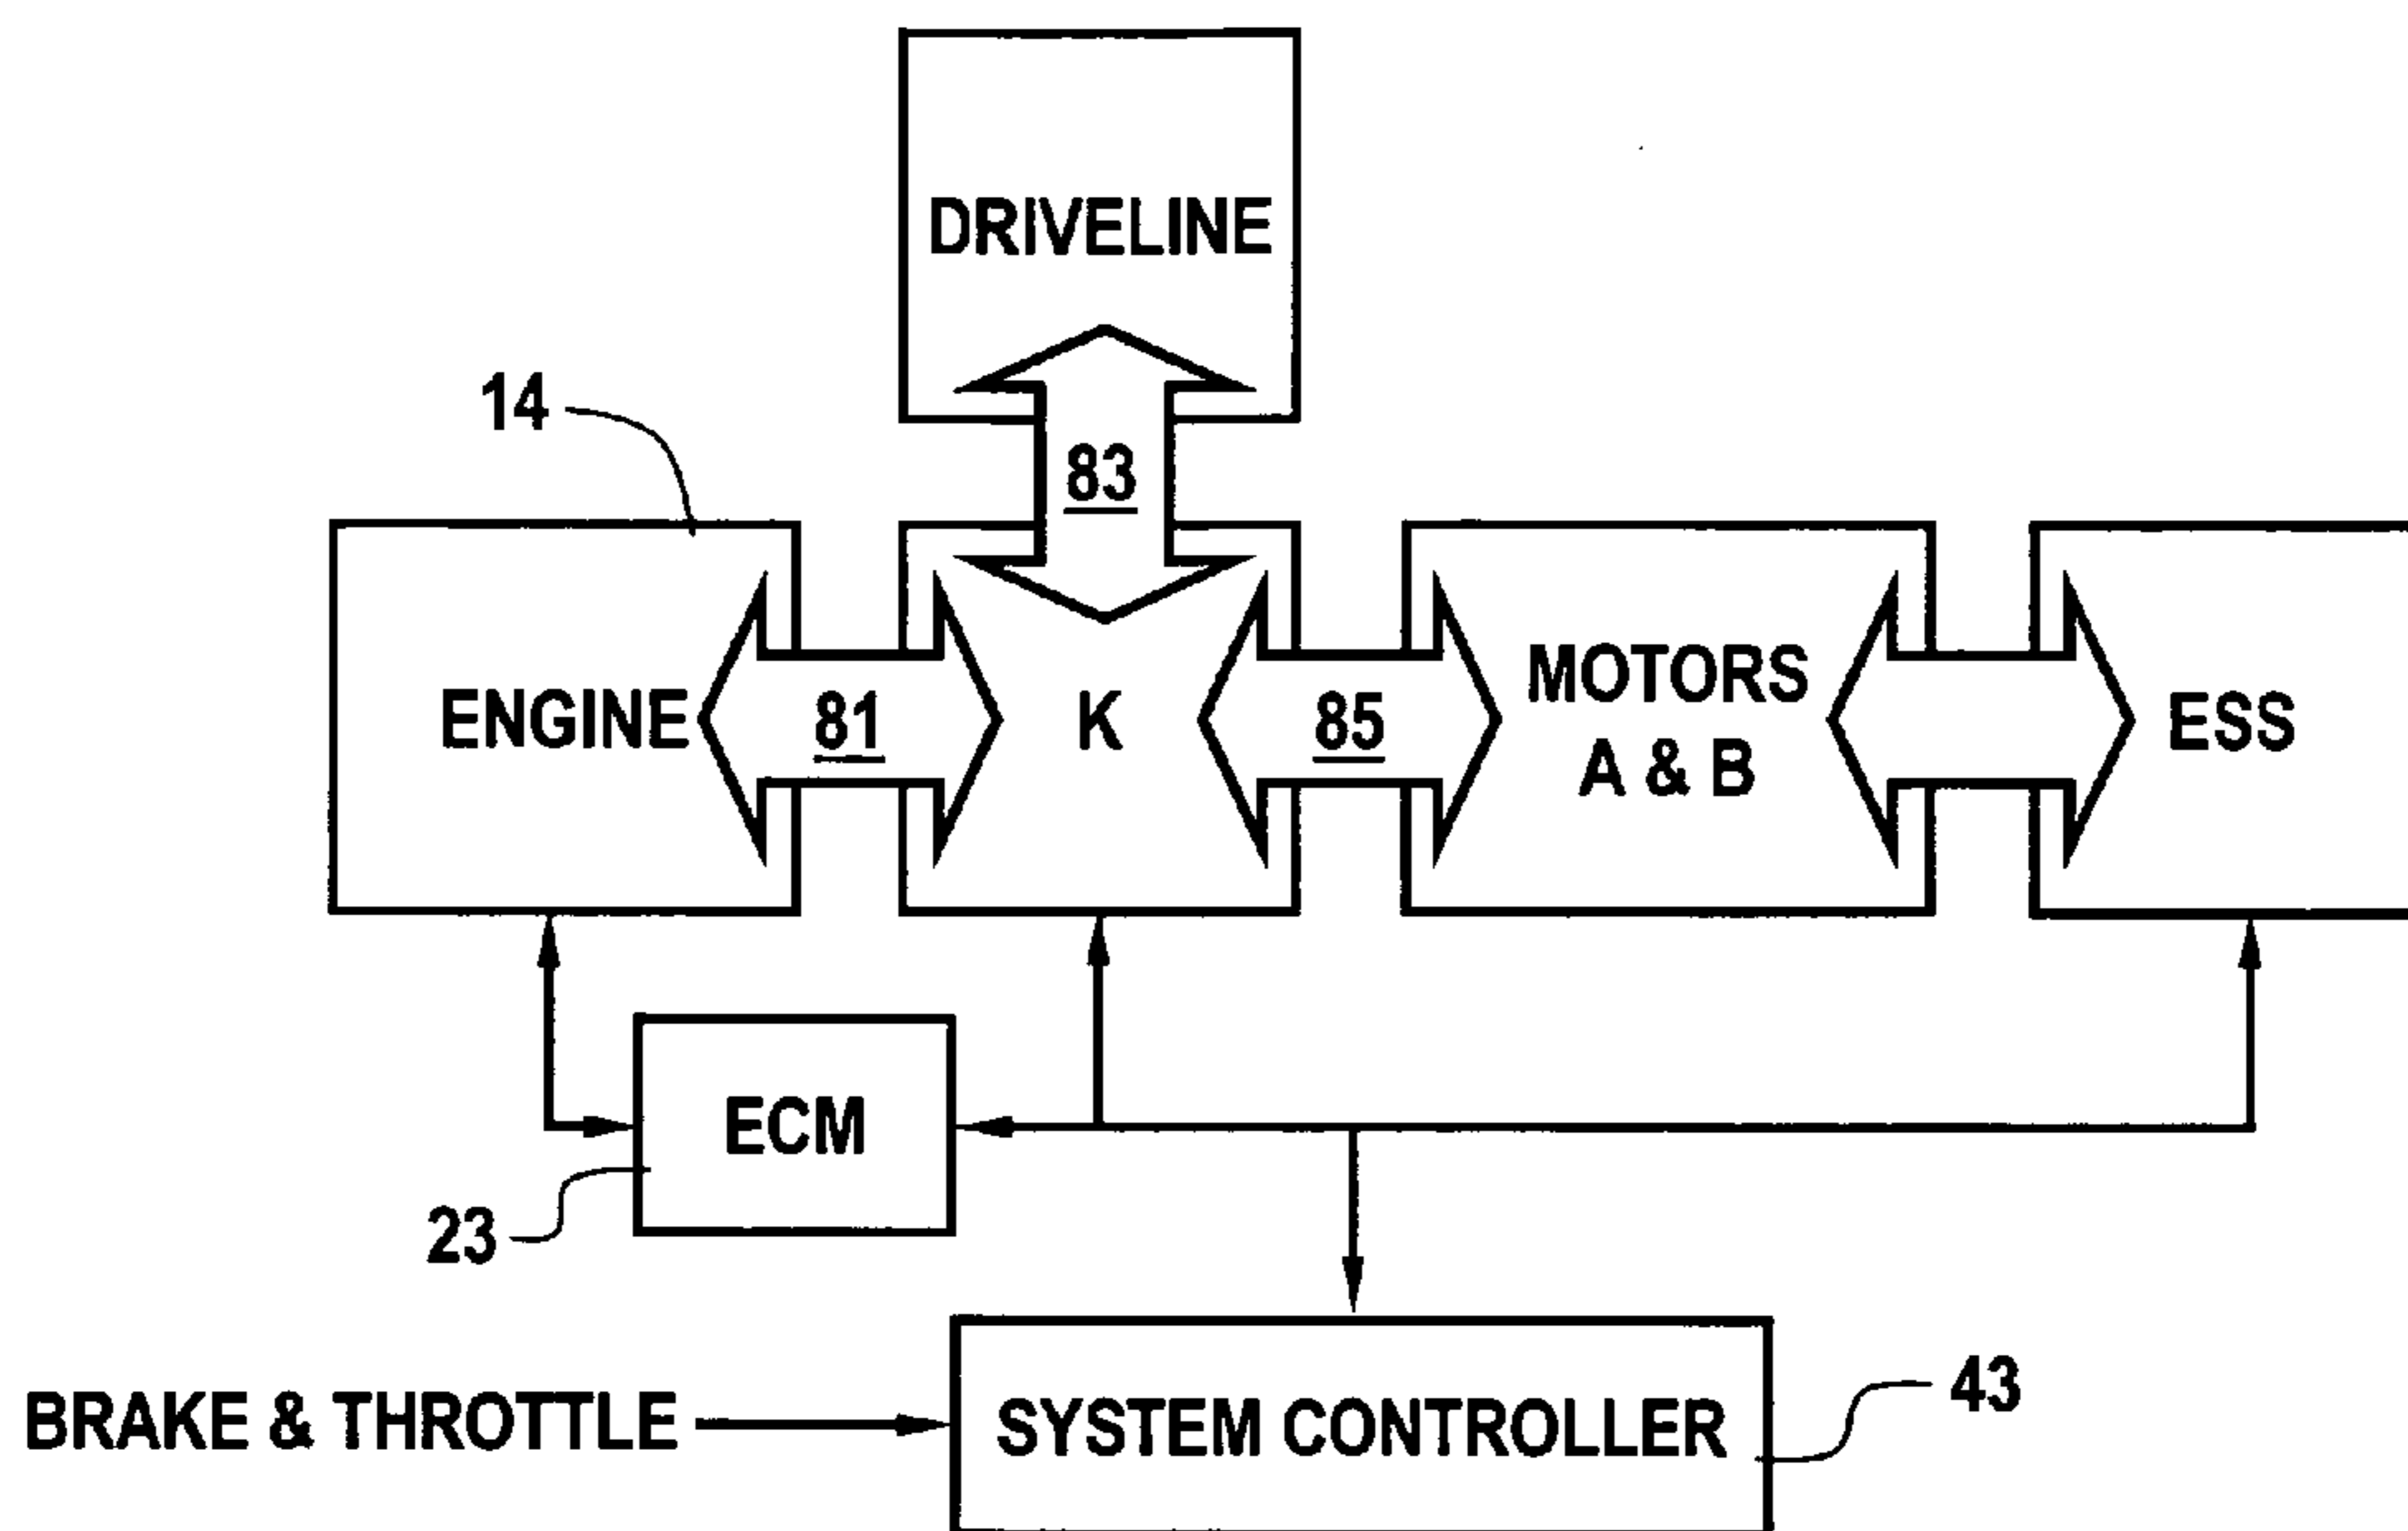 DRIVELINE
14
83
ENGINE
81
K
85
MOTORS
A & B
ESS
ECM
23
BRAKE & THROTTLE
SYSTEM CONTROLLER
43